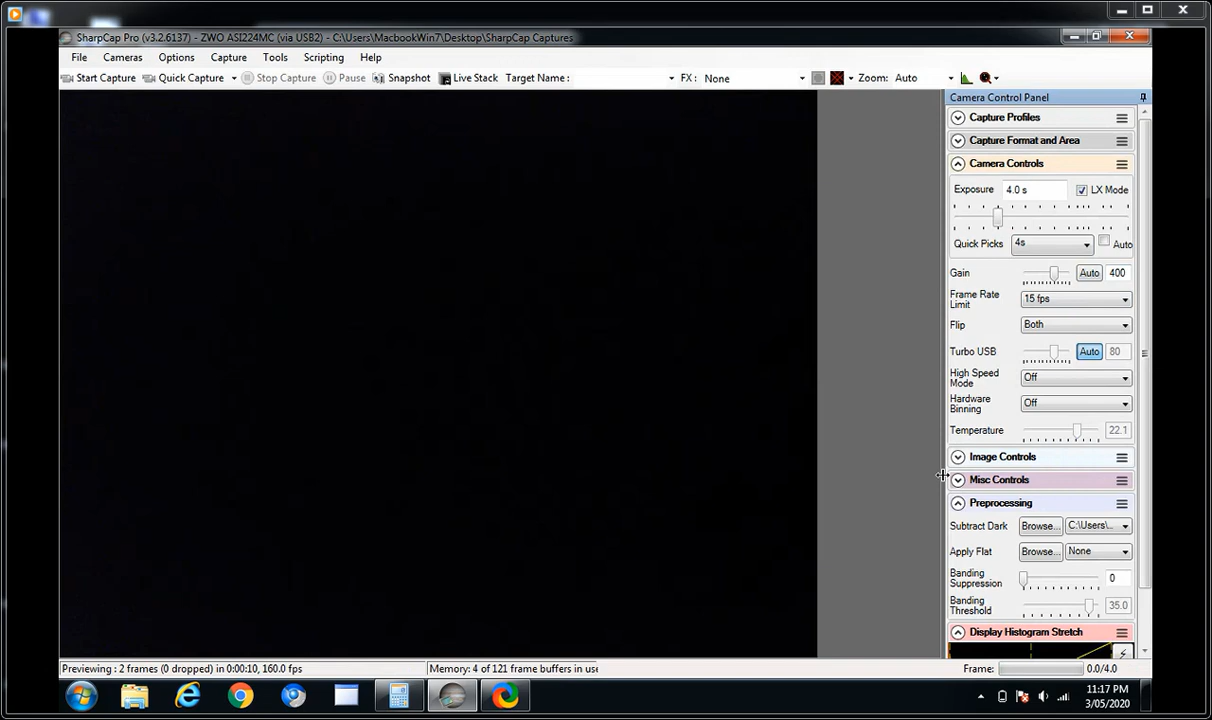 SharpCap Pro (v3.2.6137) - ZWO ASI224MC (via USB2) - C:\Users\MacbookWin7\Desktop\SharpCap Captures
File Cameras Options Capture Tools Scripting Help
Start Capture Quick Capture Stop Capture Pause Snapshot Live Stack Target Name : FX : None Zoom: Auto
Camera Control Panel
Capture Profiles
Capture Format and Area
Camera Controls
Exposure 4.0 s LX Mode
Quick Picks 4s Auto
Gain Auto 400
Frame Rate
Limit
15 fps
Flip Both
Turbo USB Auto 80
High Speed
Mode
Off
Hardware
Binning
Off
Temperature 22.1
Image Controls
Misc Controls
Preprocessing
Subtract Dark Browse... C:\Users\...
Apply Flat Browse... None
Banding
Suppression
0
Banding
Threshold
35.0
Display Histogram Stretch
Previewing : 2 frames (0 dropped) in 0:00:10, 160.0 fps Memory: 4 of 121 frame buffers in use Frame: 0.0/4.0
11:17 PM
3/05/2020